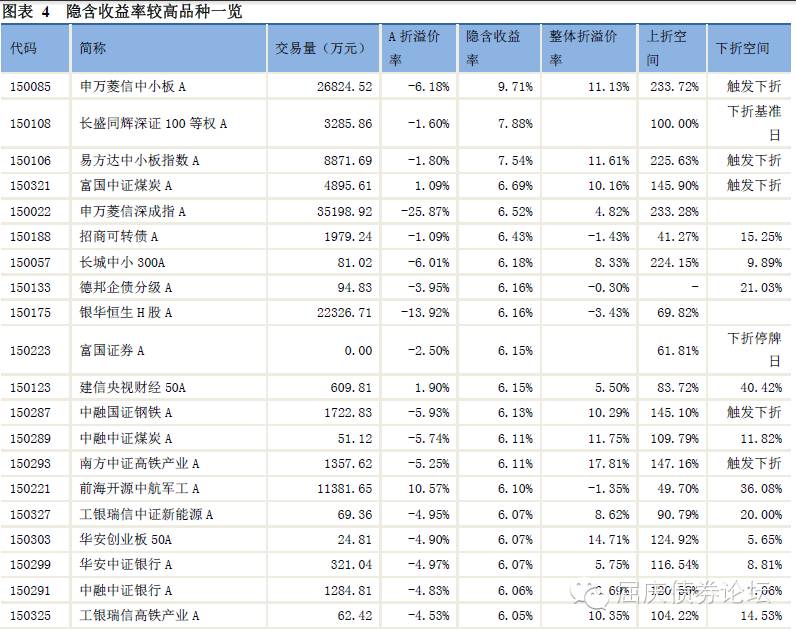 图表 4 隐含收益率较高品种一览
代码 简称 交易量（万元） A 折溢价率 隐含收益率 整体折溢价率 上折空间 下折空间
150085 申万菱信中小板 A 26824.52 -6.18% 9.71% 11.13% 233.72% 触发下折
150108 长盛同辉深证 100 等权 A 3285.86 -1.60% 7.88% 100.00% 下折基准日
150106 易方达中小板指数 A 8871.69 -1.80% 7.54% 11.61% 225.63% 触发下折
150321 富国中证煤炭 A 4895.61 1.09% 6.69% 10.16% 145.90% 触发下折
150022 申万菱信深成指 A 35198.92 -25.87% 6.52% 4.82% 233.28%
150188 招商可转债 A 1979.24 -1.09% 6.43% -1.43% 41.27% 15.25%
150057 长城中小 300A 81.02 -6.01% 6.18% 8.33% 224.15% 9.89%
150133 德邦企债分级 A 94.83 -3.95% 6.16% -0.30% - 21.03%
150175 银华恒生 H 股 A 22326.71 -13.92% 6.16% -3.43% 69.82%
150223 富国证券 A 0.00 -2.50% 6.15% 61.81% 下折停牌日
150123 建信央视财经 50A 609.81 1.90% 6.15% 5.50% 83.72% 40.42%
150287 中融国证钢铁 A 1722.83 -5.93% 6.13% 10.29% 145.10% 触发下折
150289 中融中证煤炭 A 51.12 -5.74% 6.11% 11.75% 109.79% 11.82%
150293 南方中证高铁产业 A 1357.62 -5.25% 6.11% 17.81% 147.16% 触发下折
150221 前海开源中航军工 A 11381.65 10.57% 6.10% -1.35% 49.70% 36.08%
150327 工银瑞信中证新能源 A 69.36 -4.95% 6.07% 8.62% 90.79% 20.00%
150303 华安创业板 50A 24.81 -4.90% 6.07% 14.71% 124.92% 5.65%
150299 华安中证银行 A 321.04 -4.97% 6.07% 5.75% 116.54% 8.81%
150291 中融中证银行 A 1284.81 -4.83% 6.06%
150325 工银瑞信高铁产业 A 62.42 -4.53% 6.05% 10.35% 104.22% 14.53%
屈庆债券论坛